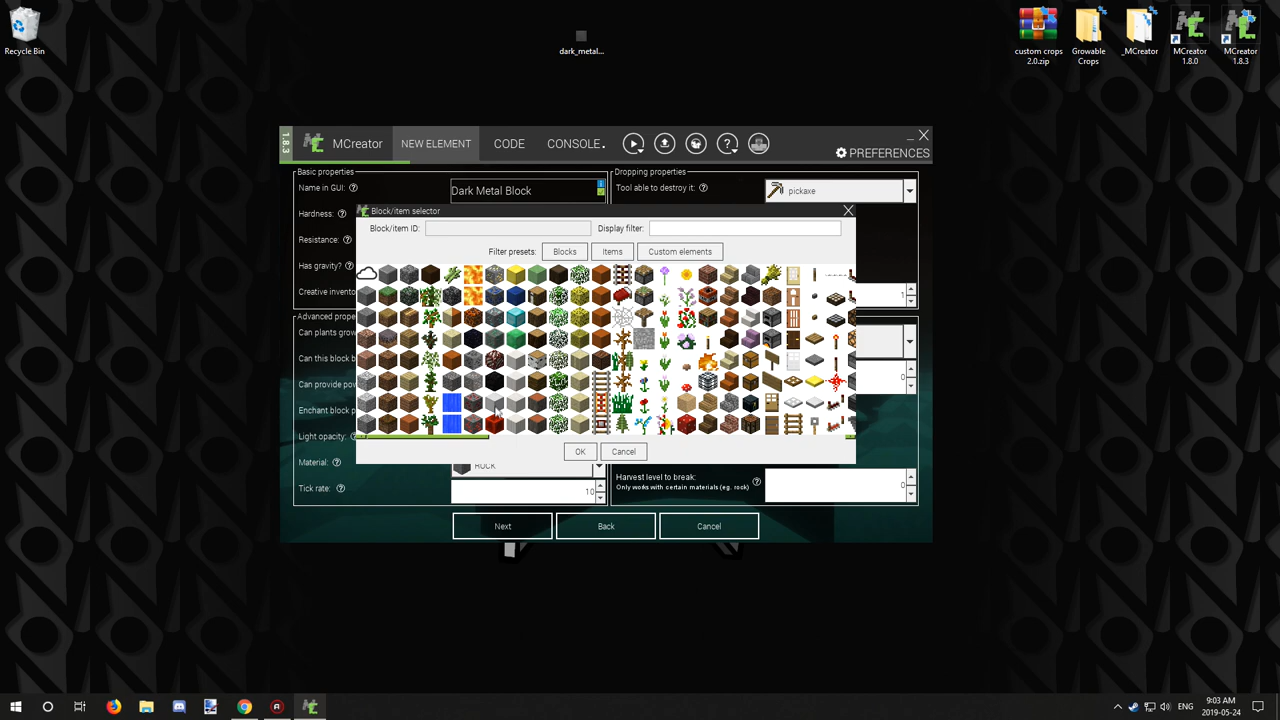 Recycle Bin
dark_metal...
custom crops 2.0.zip
Growable Crops
_MCreator
MCreator 1.8.0
MCreator 1.8.3
1.8.3
MCreator
NEW ELEMENT
CODE
CONSOLE.
PREFERENCES
Basic properties
Name in GUI:
Dark Metal Block
Hardness:
Resistance:
Has gravity?
Creative invento
Dropping properties
Tool able to destroy it:
pickaxe
1
Block/item selector
Block/item ID:
Display filter:
Filter presets:
Blocks
Items
Custom elements
OK
Cancel
Advanced prope
Can plants grow
Can this block b
Can provide pow
Enchant block p
Light opacity:
Material:
ROCK
Tick rate:
10
0
Harvest level to break:
Only works with certain materials (eg. rock)
0
Next
Back
Cancel
ENG
9:03 AM
2019-05-24